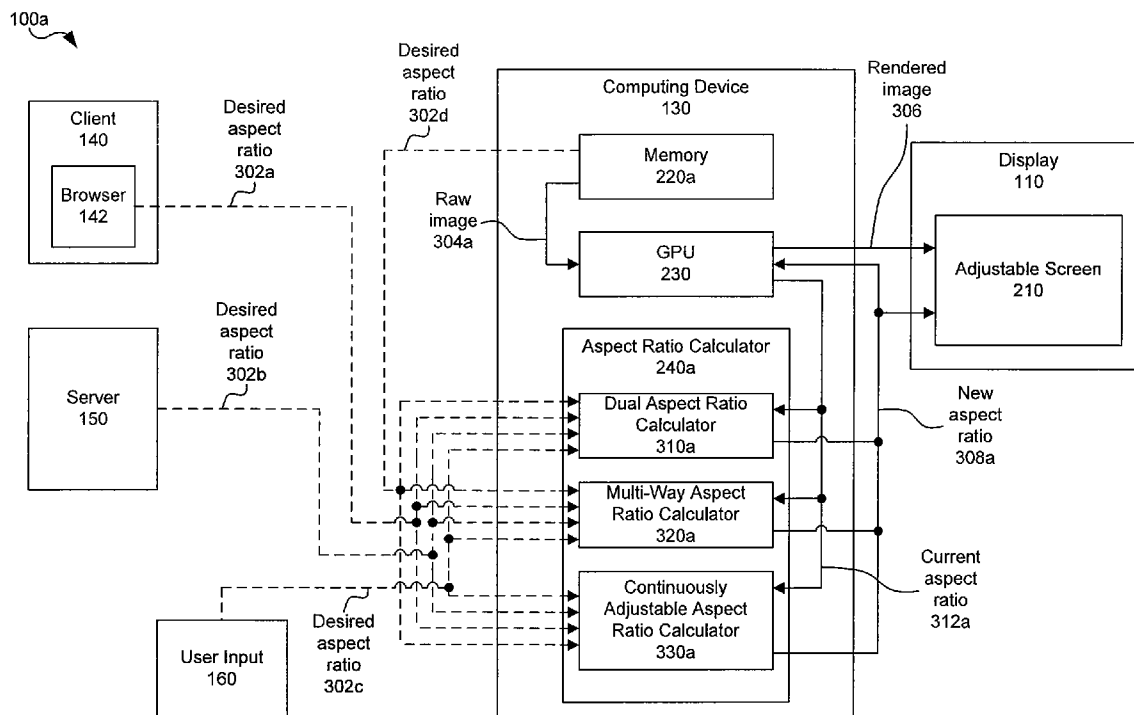 100a
Client
140
Browser
142
Desired
aspect
ratio
302a
Server
150
Desired
aspect
ratio
302b
User Input
160
Desired
aspect
ratio
302c
Desired
aspect
ratio
302d
Computing Device
130
Memory
220a
Raw
image
304a
GPU
230
Aspect Ratio Calculator
240a
Dual Aspect Ratio
Calculator
310a
Multi-Way Aspect
Ratio Calculator
320a
Continuously
Adjustable Aspect
Ratio Calculator
330a
Rendered
image
306
Display
110
Adjustable Screen
210
New
aspect
ratio
308a
Current aspect
ratio
312a